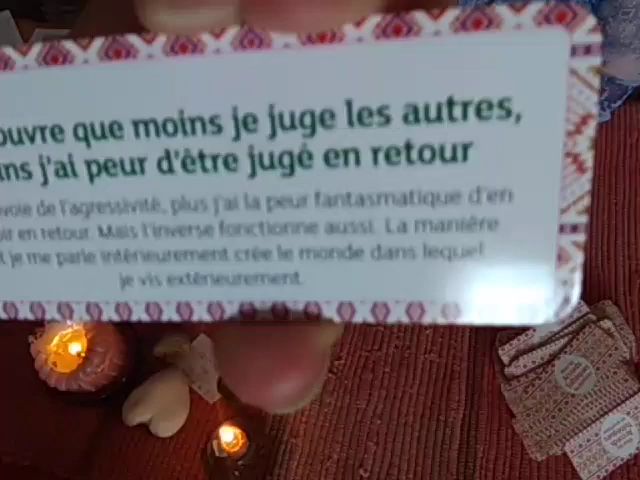 ouvre que moins je juge les autres,
ins j'ai peur d'être jugé en retour
voie de l'agressivité, plus j'ai la peur fantasmatique d'en
ir en retour. Mais l'inverse fonctionne aussi. La manière
t je me parle intérieurement crée le monde dans lequel
je vis extérieurement.